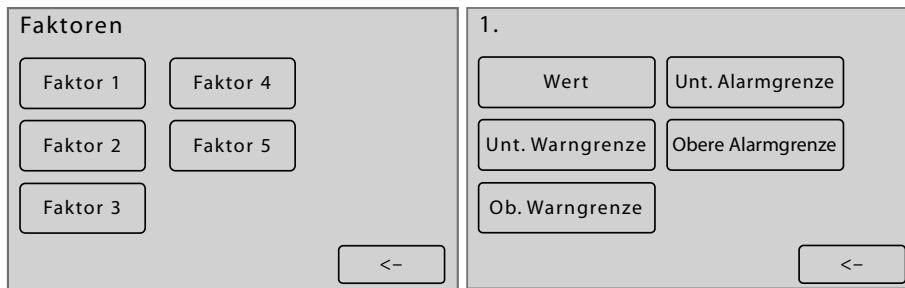 Faktoren
Faktor 1
Faktor 4
Faktor 2
Faktor 5
Faktor 3
<–
1.
Wert
Unt. Alarmgrenze
Unt. Warngrenze
Obere Alarmgrenze
Ob. Warngrenze
<–